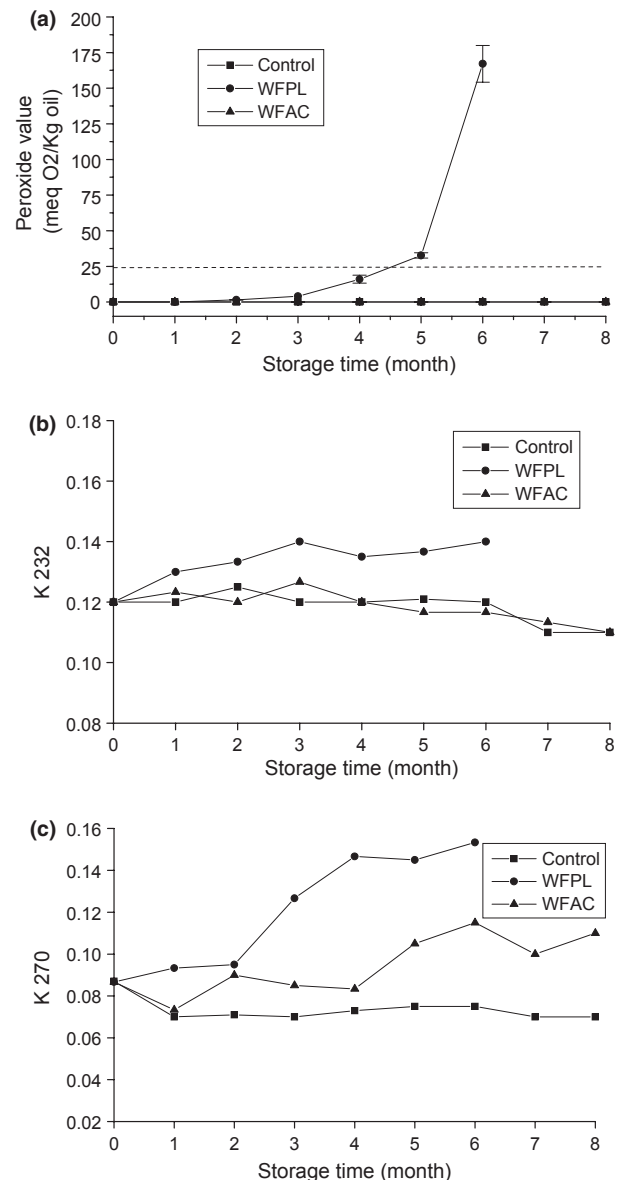 (a)
Peroxide value
(meq O2/Kg oil)
200
175
150
125
100
75
50
25
0
Control
WFPL
WFAC
0 1 2 3 4 5 6 7 8
Storage time (month)
(b)
K 232
0.18
0.16
0.14
0.12
0.10
0.08
Control
WFPL
WFAC
0 1 2 3 4 5 6 7 8
Storage time (month)
(c)
K 270
0.16
0.14
0.12
0.10
0.08
0.06
0.04
0.02
Control
WFPL
WFAC
0 1 2 3 4 5 6 7 8
Storage time (month)